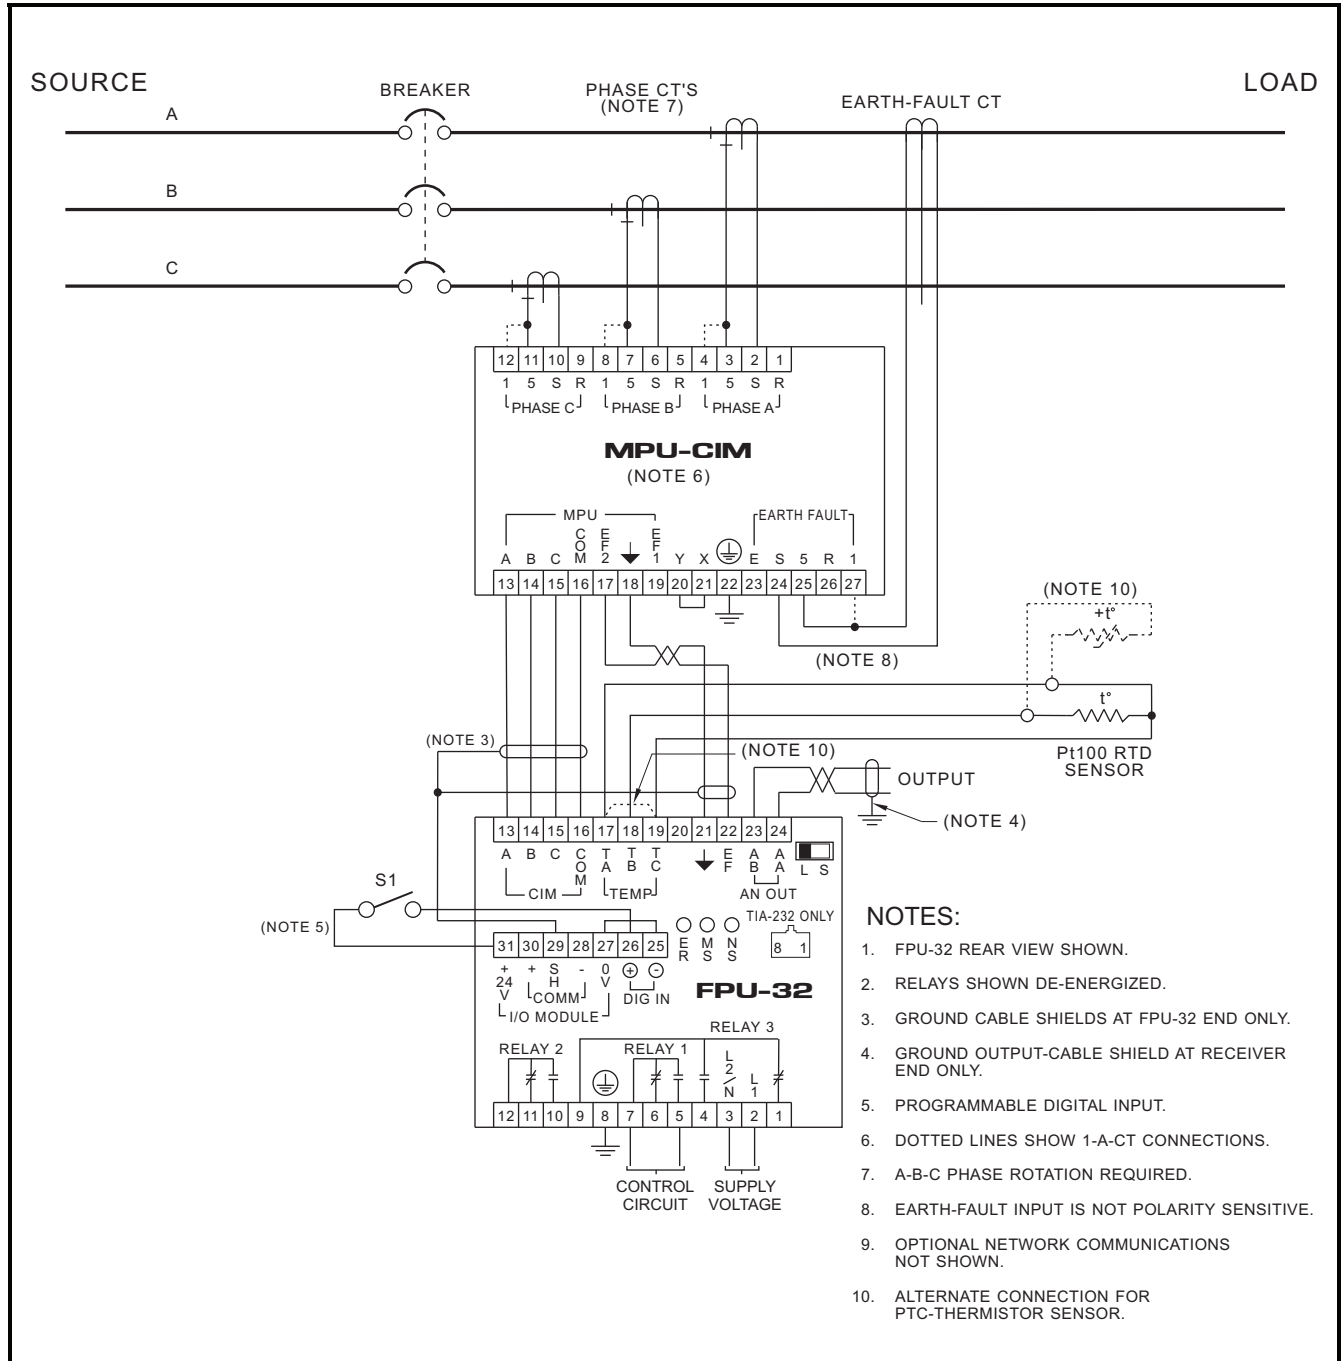 SOURCE
LOAD
BREAKER
PHASE CT'S
(NOTE 7)
EARTH-FAULT CT
A
B
C
12 11 10 9 8 7 6 5 4 3 2 1
1 5 S R 1 5 S R 1 5 S R
PHASE C PHASE B PHASE A
MPU-CIM
(NOTE 6)
MPU EARTH FAULT
A B C COM EF2 EF1 Y X E S 5 R 1
13 14 15 16 17 18 19 20 21 22 23 24 25 26 27
(NOTE 8)
(NOTE 10)
+t°
t°
Pt100 RTD
SENSOR
(NOTE 3)
(NOTE 10)
OUTPUT
(NOTE 4)
13 14 15 16 17 18 19 20 21 22 23 24
A B C COM TA TB TC EF AB AA
L S
CIM TEMP AN OUT
S1
(NOTE 5)
TIA-232 ONLY
8 1
ER MS NS
31 30 29 28 27 26 25
+24V + SH - 0V + -
COMM DIG IN
I/O MODULE
FPU-32
RELAY 3
RELAY 2 RELAY 1
L2/N L1
12 11 10 9 8 7 6 5 4 3 2 1
CONTROL
CIRCUIT
SUPPLY
VOLTAGE
NOTES:
1. FPU-32 REAR VIEW SHOWN.
2. RELAYS SHOWN DE-ENERGIZED.
3. GROUND CABLE SHIELDS AT FPU-32 END ONLY.
4. GROUND OUTPUT-CABLE SHIELD AT RECEIVER
END ONLY.
5. PROGRAMMABLE DIGITAL INPUT.
6. DOTTED LINES SHOW 1-A-CT CONNECTIONS.
7. A-B-C PHASE ROTATION REQUIRED.
8. EARTH-FAULT INPUT IS NOT POLARITY SENSITIVE.
9. OPTIONAL NETWORK COMMUNICATIONS
NOT SHOWN.
10. ALTERNATE CONNECTION FOR
PTC-THERMISTOR SENSOR.